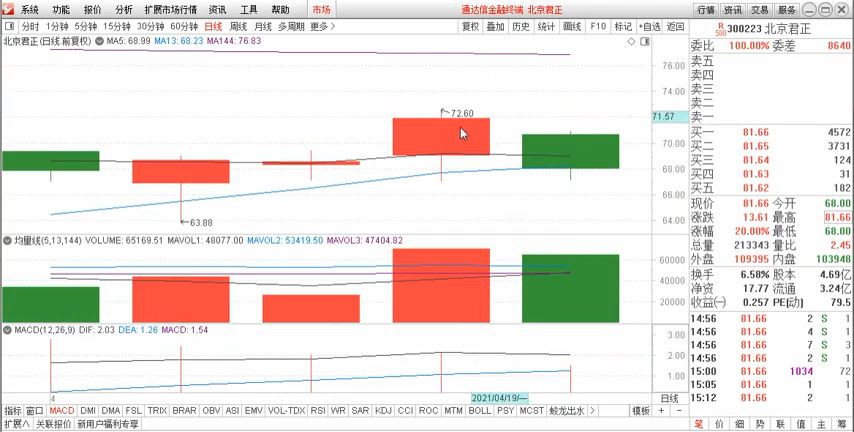 系统 功能 报价 分析 扩展市场行情 资讯 工具 帮助 市场 通达信金融终端 北京君正 行情 资讯 交易 服务
分时 1分钟 5分钟 15分钟 30分钟 60分钟 日线 周线 月线 多周期 更多> 复权 叠加 历史 统计 画线 F10 标记 +自选 返回
R
500
300223 北京君正
北京君正(日线.前复权) MA5: 68.99 MA13: 68.23 MA144: 76.83
委比 100.00% 委差 8640
卖五
卖四
卖三
卖二
卖一
76.00
74.00
72.60
71.57
70.00
68.00
66.00
64.00
63.88
买一 81.66 4572
买二 81.65 3731
买三 81.64 124
买四 81.63 31
买五 81.62 182
现价 81.66 今开 68.00
涨跌 13.61 最高 81.66
涨幅 20.00% 最低 68.00
总量 213343 量比 2.45
外盘 109395 内盘 103948
换手 6.58% 股本 4.69亿
净资 17.77 流通 3.24亿
收益(一) 0.257 PE(动) 79.5
均量线(5,13,144) VOLUME: 65169.51 MAVOL1: 48077.00 MAVOL2: 53419.50 MAVOL3: 47404.82
60000
40000
20000
MACD(12,26,9) DIF: 2.03 DEA: 1.26 MACD: 1.54
3.00
2.00
1.00
14:56 81.66 2 S 1
14:56 81.66 4 S 1
14:56 81.66 7 S 3
14:56 81.66 2 S 1
15:00 81.66 1034 72
15:05 81.66 1 1
15:12 81.66 2 1
4 2021/04/19/一 日线
指标 窗口 MACD DMI DMA FSL TRIX BRAR OBV ASI EMV VOL-TDX RSI WR SAR KDJ CCI ROC MTM BOLL PSY MCST 蛟龙出水 > 模板 + −
扩展∧ 关联报价 新用户福利专享 笔 价 细 势 联 值 主 筹